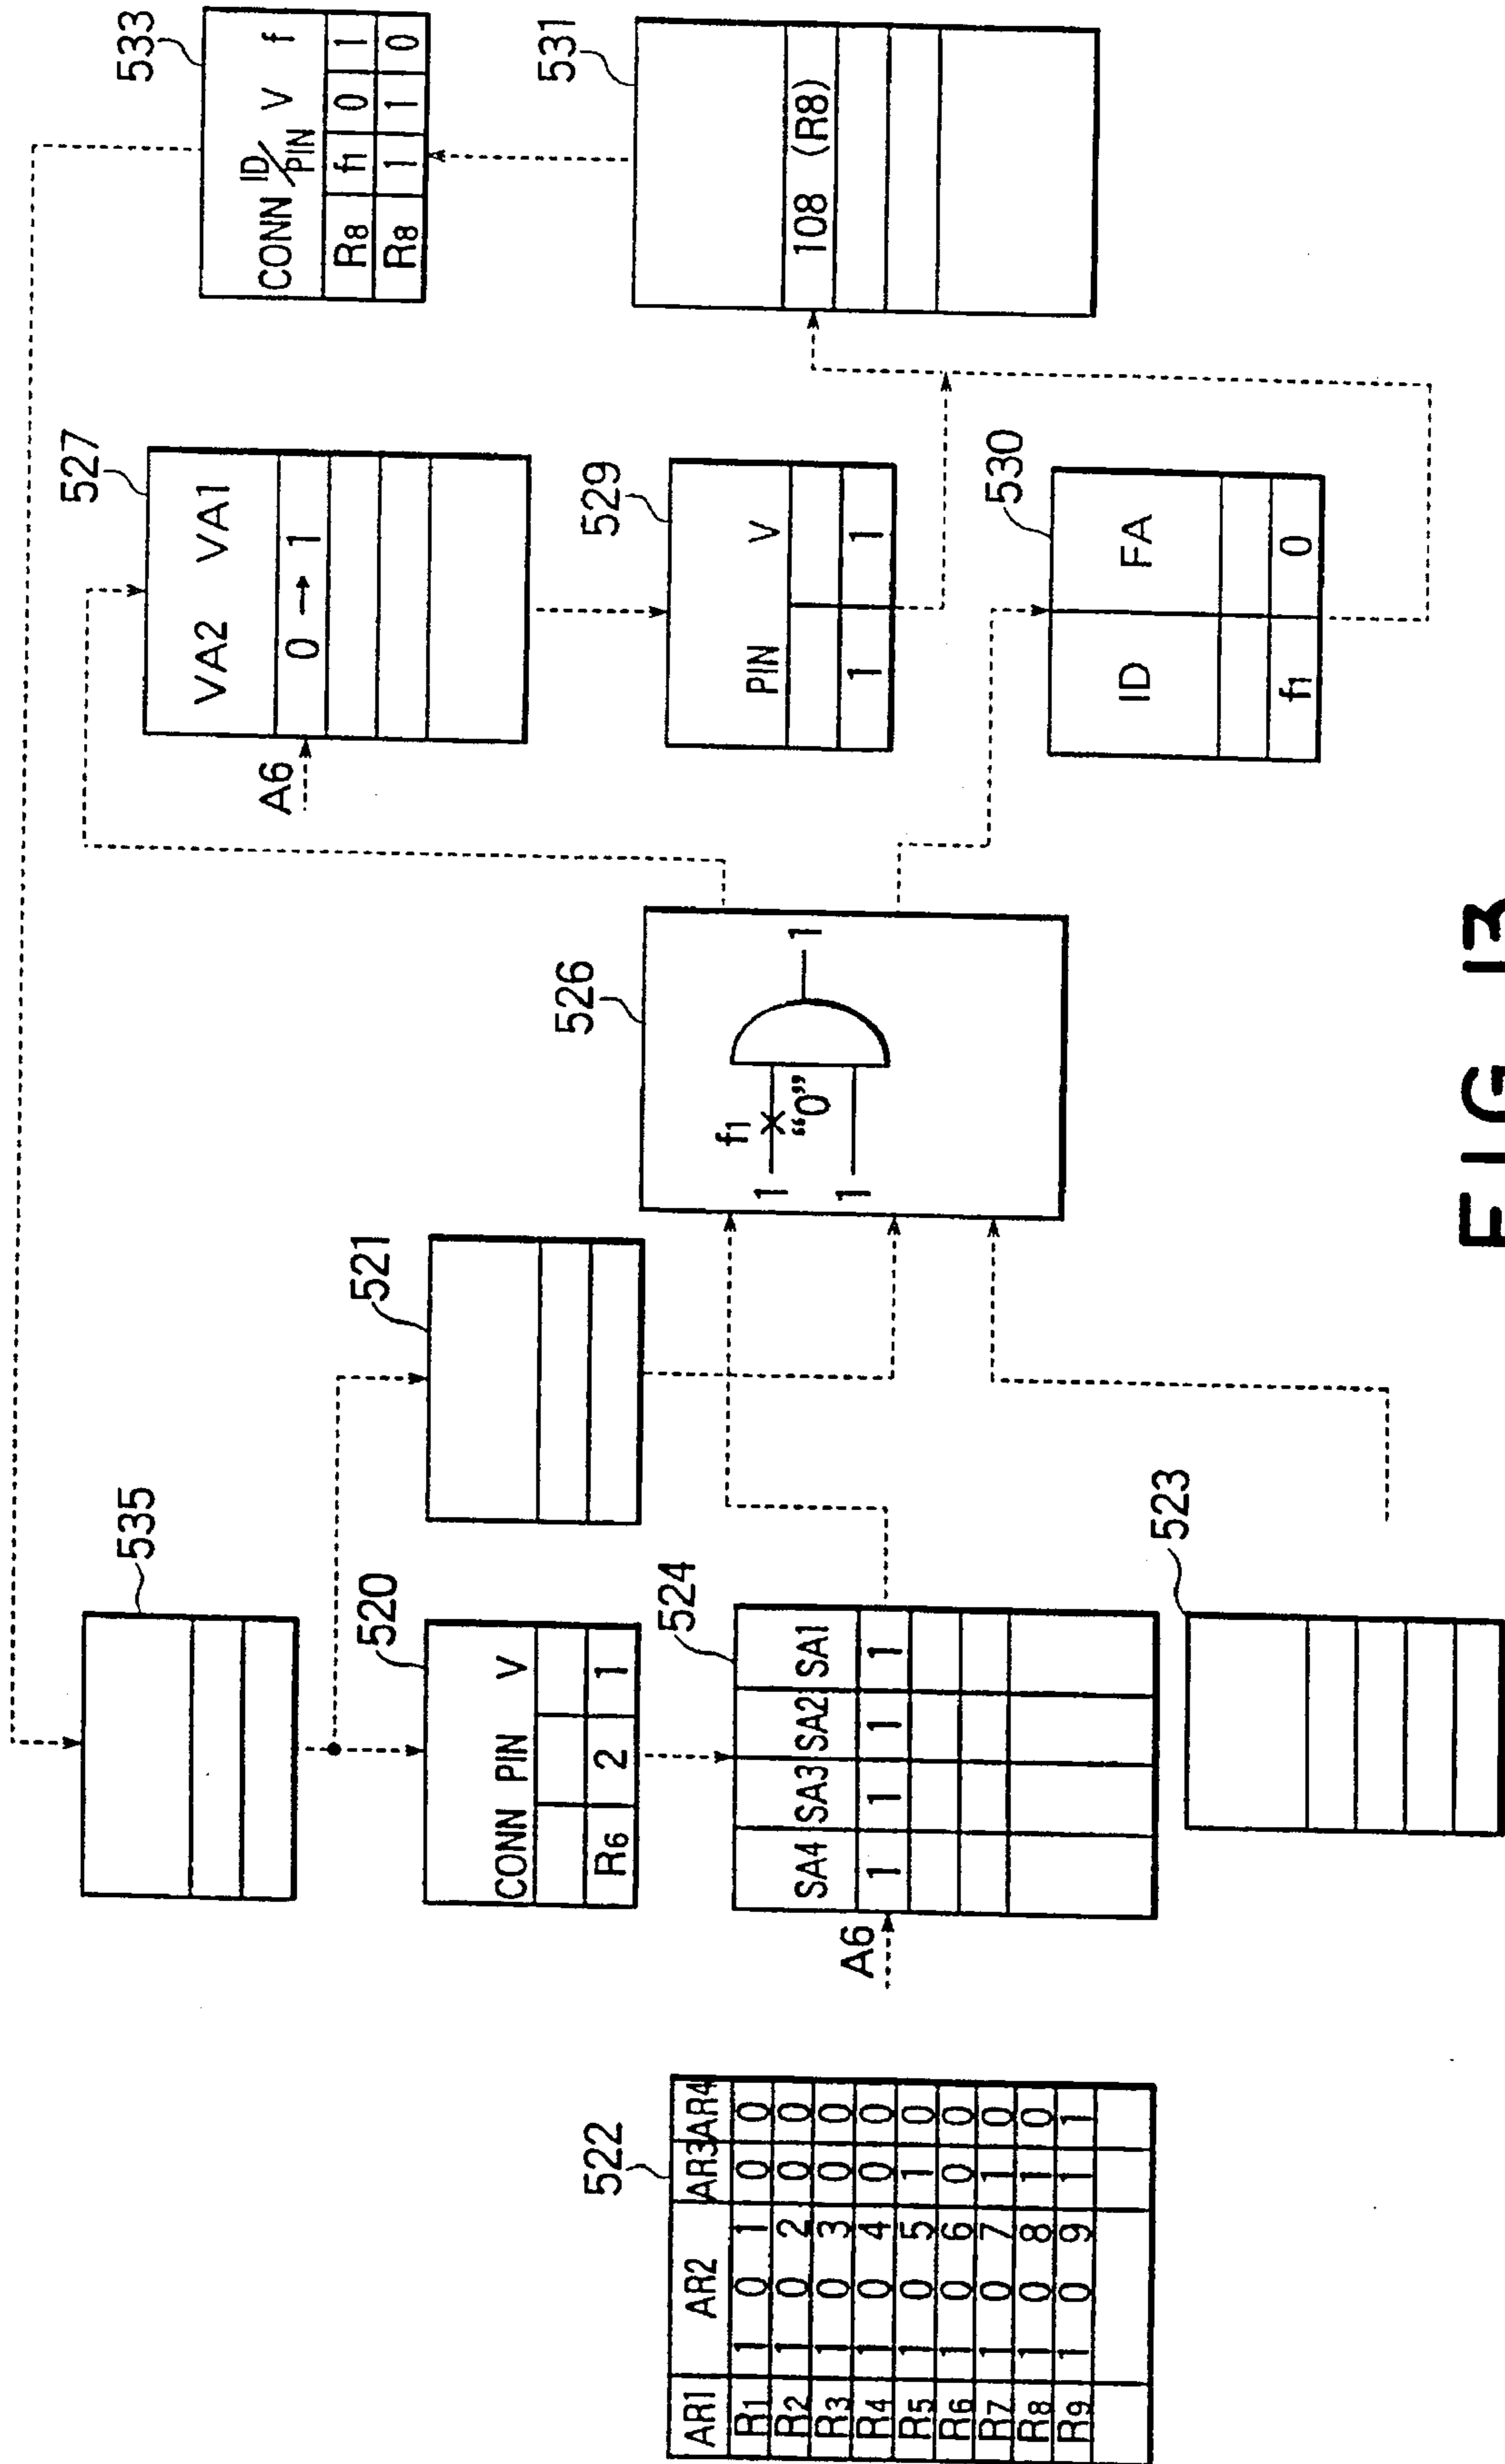 522
AR1 AR2 AR3 AR4
R1 1 0 1 0 0
R2 1 0 2 0 0
R3 1 0 3 0 0
R4 1 0 4 0 0
R5 1 0 5 1 0
R6 1 0 6 0 0
R7 1 0 7 1 0
R8 1 0 8 1 0
R9 1 0 9 1 1
535
520
CONN PIN V
R6 2 1
524
SA4 SA3 SA2 SA1
A6
1 1 1 1
523
521
526
f1
1
"0"
1
1
527
VA2 VA1
A6
0 → 1
529
PIN V
1 1
530
ID FA
f1 0
533
CONN ID/PIN V f
R8 f1 0 1
R8 1 1 0
531
108 (R8)
FIG. 13